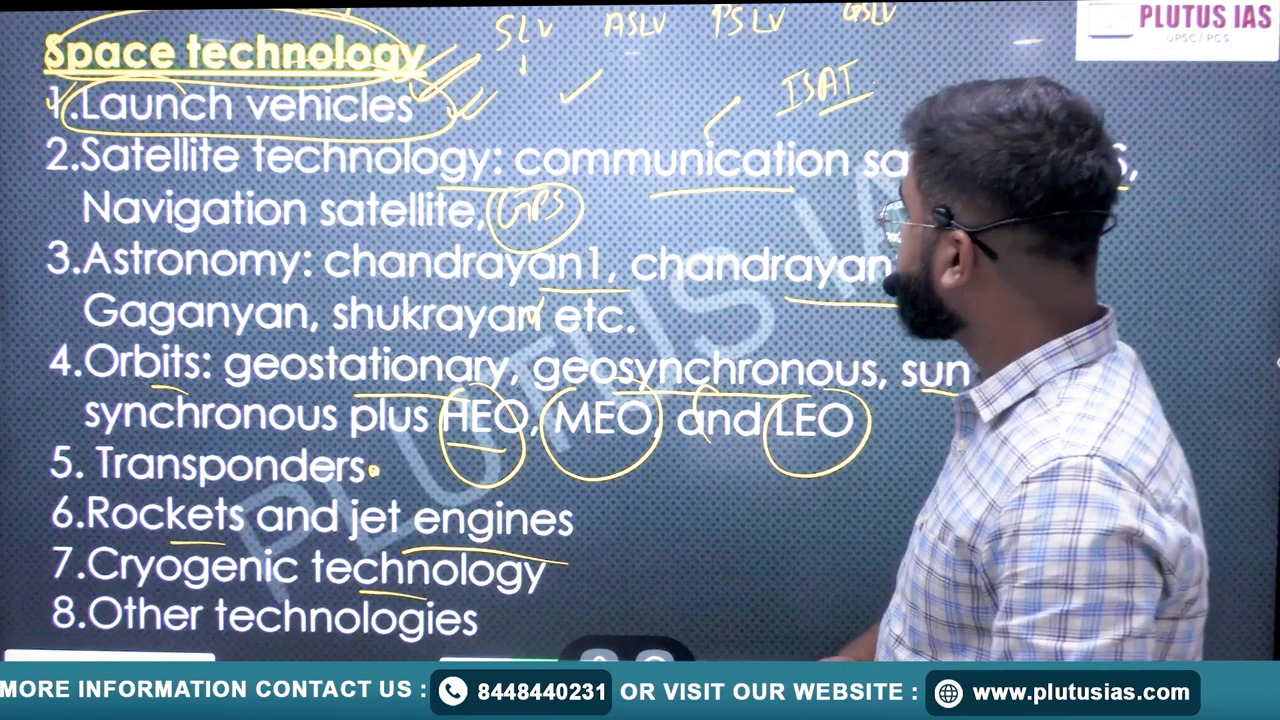 SLV ASLV PSLV GSLV
PLUTUS IAS
UPSC/PCS
Space technology
1.Launch vehicles
ISAT
2.Satellite technology: communication sa S,
Navigation satellite, GPS
3.Astronomy: chandrayan1, chandrayan
Gaganyan, shukrayan etc.
4.Orbits: geostationary, geosynchronous, sun
synchronous plus HEO, MEO, and LEO
5. Transponders
6.Rockets and jet engines
7.Cryogenic technology
8.Other technologies
PLUTUS IA
MORE INFORMATION CONTACT US : 8448440231 OR VISIT OUR WEBSITE : www.plutusias.com